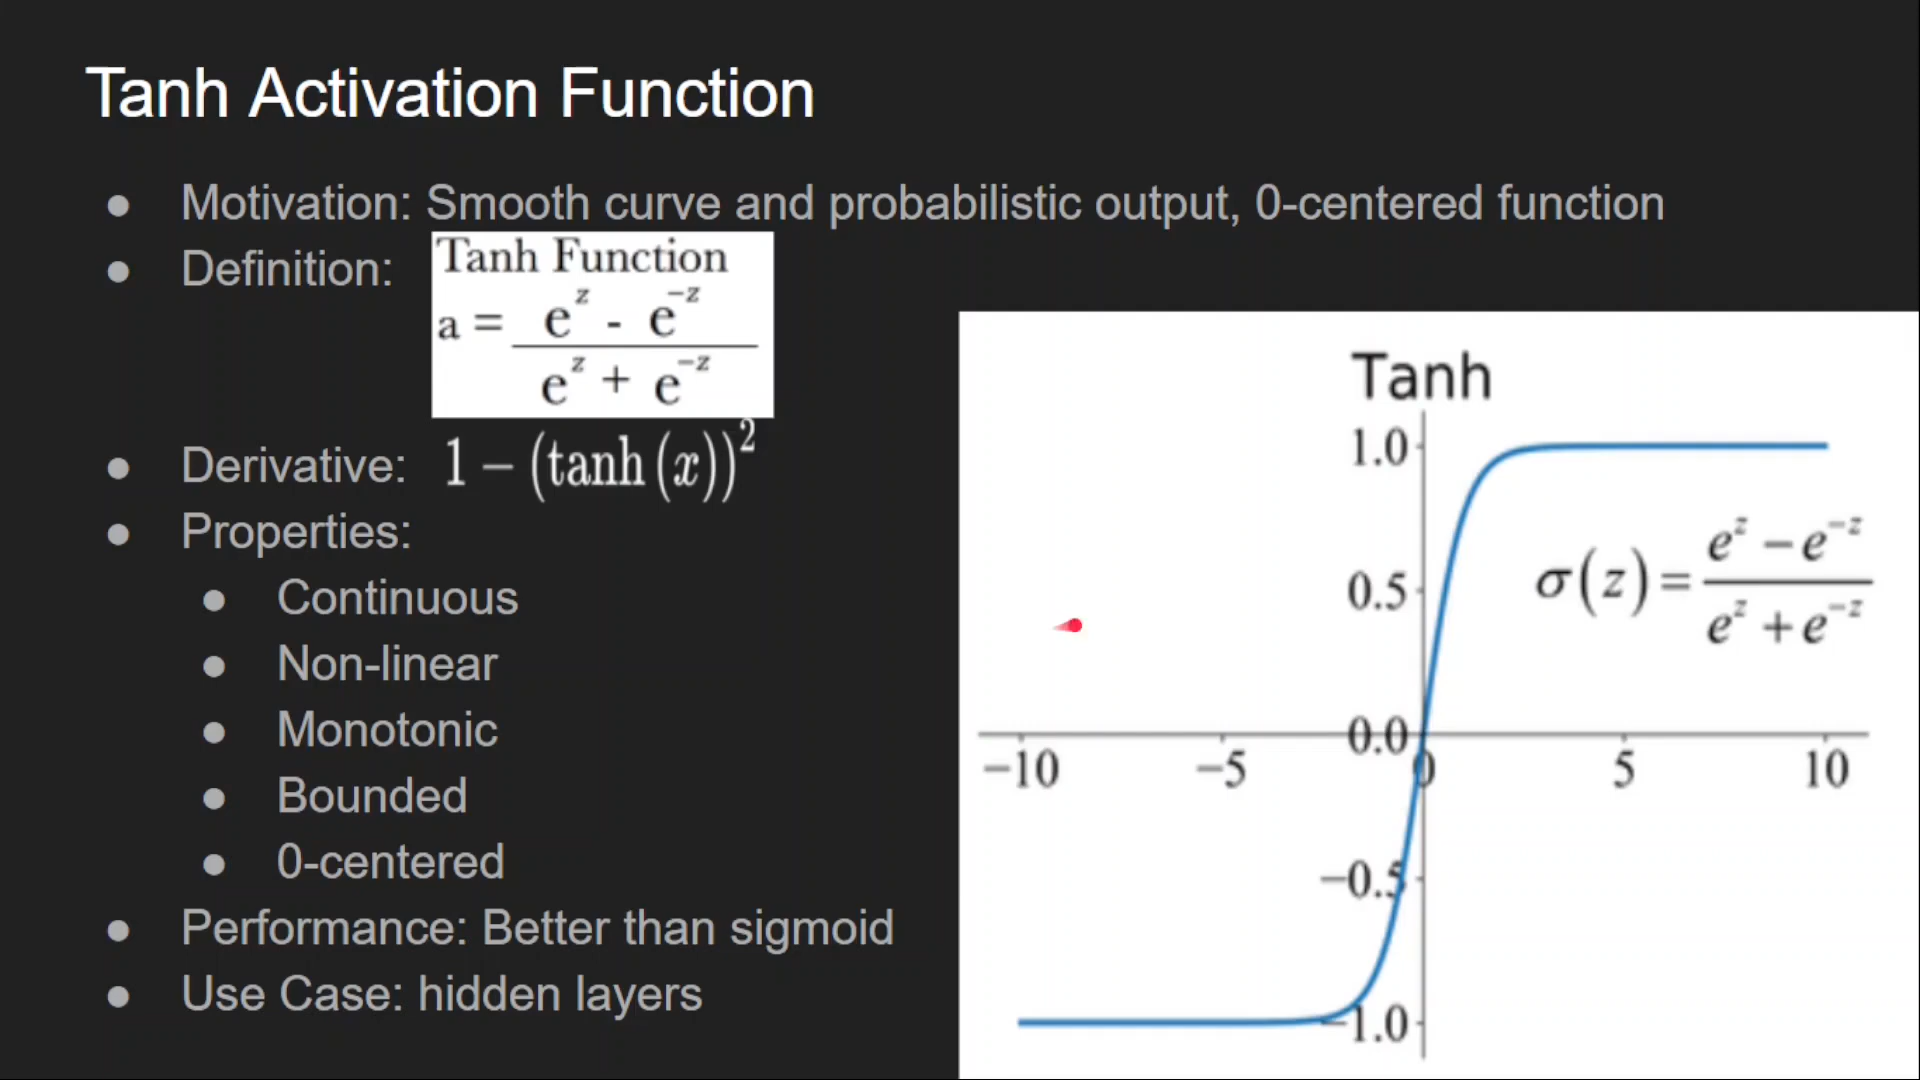 Tanh Activation Function
● Motivation: Smooth curve and probabilistic output, 0-centered function
● Definition:
Tanh Function
a = (e^z - e^−z) / (e^z + e^−z)
● Derivative: 1 − (tanh (x))^2
● Properties:
● Continuous
● Non-linear
● Monotonic
● Bounded
● 0-centered
● Performance: Better than sigmoid
● Use Case: hidden layers
Tanh
1.0
0.5
σ(z) = (e^z − e^−z) / (e^z + e^−z)
0.0
−10 −5 0 5 10
−0.5
−1.0